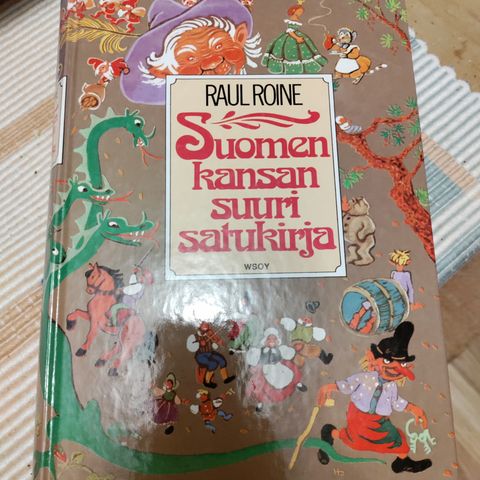 RAUL ROINE
Suomen
kansan
suuri
satukirja
WSOY